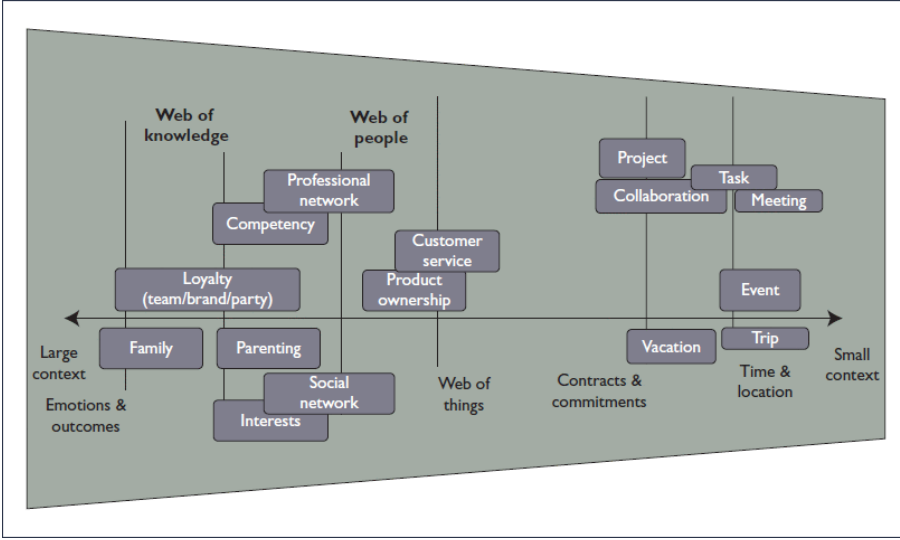 Web of
knowledge
Web of
people
Project
Professional
network
Task
Collaboration
Meeting
Competency
Customer
service
Loyalty
(team/brand/party)
Product
ownership
Event
Family
Parenting
Vacation
Trip
Large
context
Small
context
Social
network
Web of
things
Contracts &
commitments
Time &
location
Emotions &
outcomes
Interests